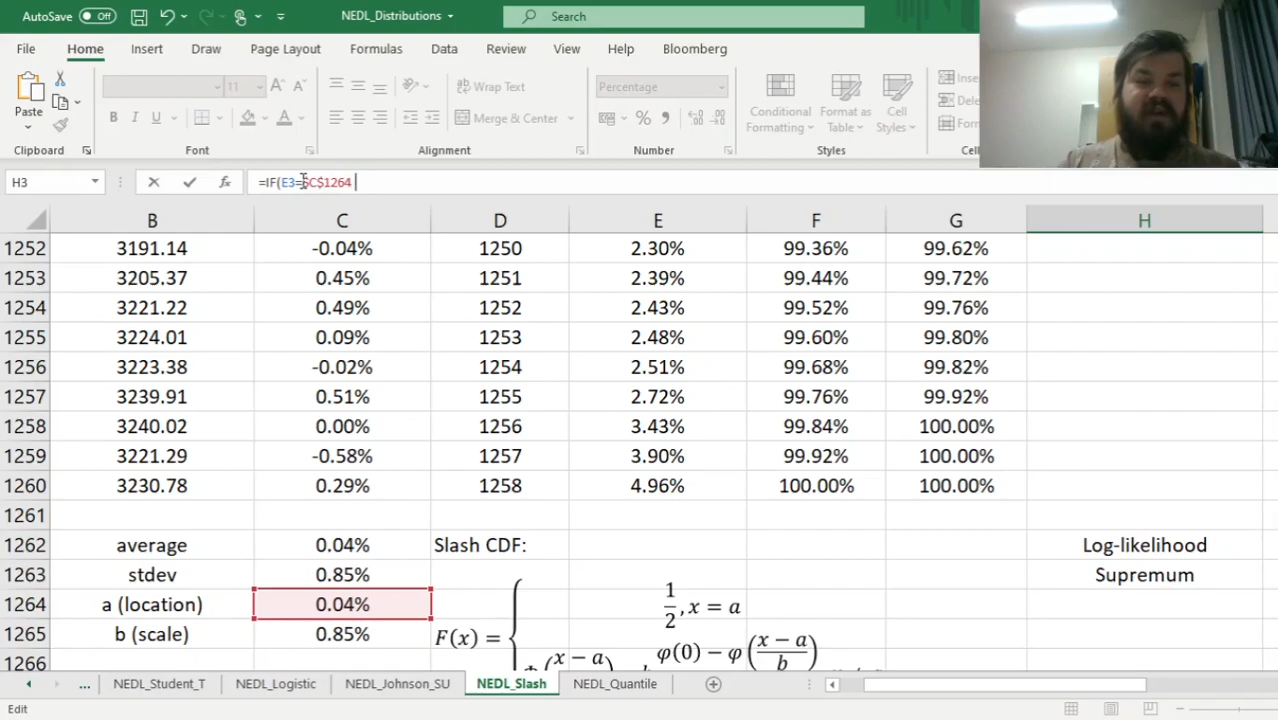 AutoSave Off NEDL_Distributions Search
File Home Insert Draw Page Layout Formulas Data Review View Help Bloomberg
11 A A Wrap Text Percentage
Paste B I U A Merge & Center % Conditional Formatting Format as Table Cell Styles
Clipboard Font Alignment Number Styles Cells
H3 fx =IF(E3=$C$1264
B C D E F G H
1252 3191.14 -0.04% 1250 2.30% 99.36% 99.62%
1253 3205.37 0.45% 1251 2.39% 99.44% 99.72%
1254 3221.22 0.49% 1252 2.43% 99.52% 99.76%
1255 3224.01 0.09% 1253 2.48% 99.60% 99.80%
1256 3223.38 -0.02% 1254 2.51% 99.68% 99.82%
1257 3239.91 0.51% 1255 2.72% 99.76% 99.92%
1258 3240.02 0.00% 1256 3.43% 99.84% 100.00%
1259 3221.29 -0.58% 1257 3.90% 99.92% 100.00%
1260 3230.78 0.29% 1258 4.96% 100.00% 100.00%
1261
1262 average 0.04% Slash CDF: Log-likelihood
1263 stdev 0.85% Supremum
1264 a (location) 0.04% 1/2, x = a
1265 b (scale) 0.85% F(x) = φ(0) − φ((x − a)/b)
1266 x − a
... NEDL_Student_T NEDL_Logistic NEDL_Johnson_SU NEDL_Slash NEDL_Quantile
Edit